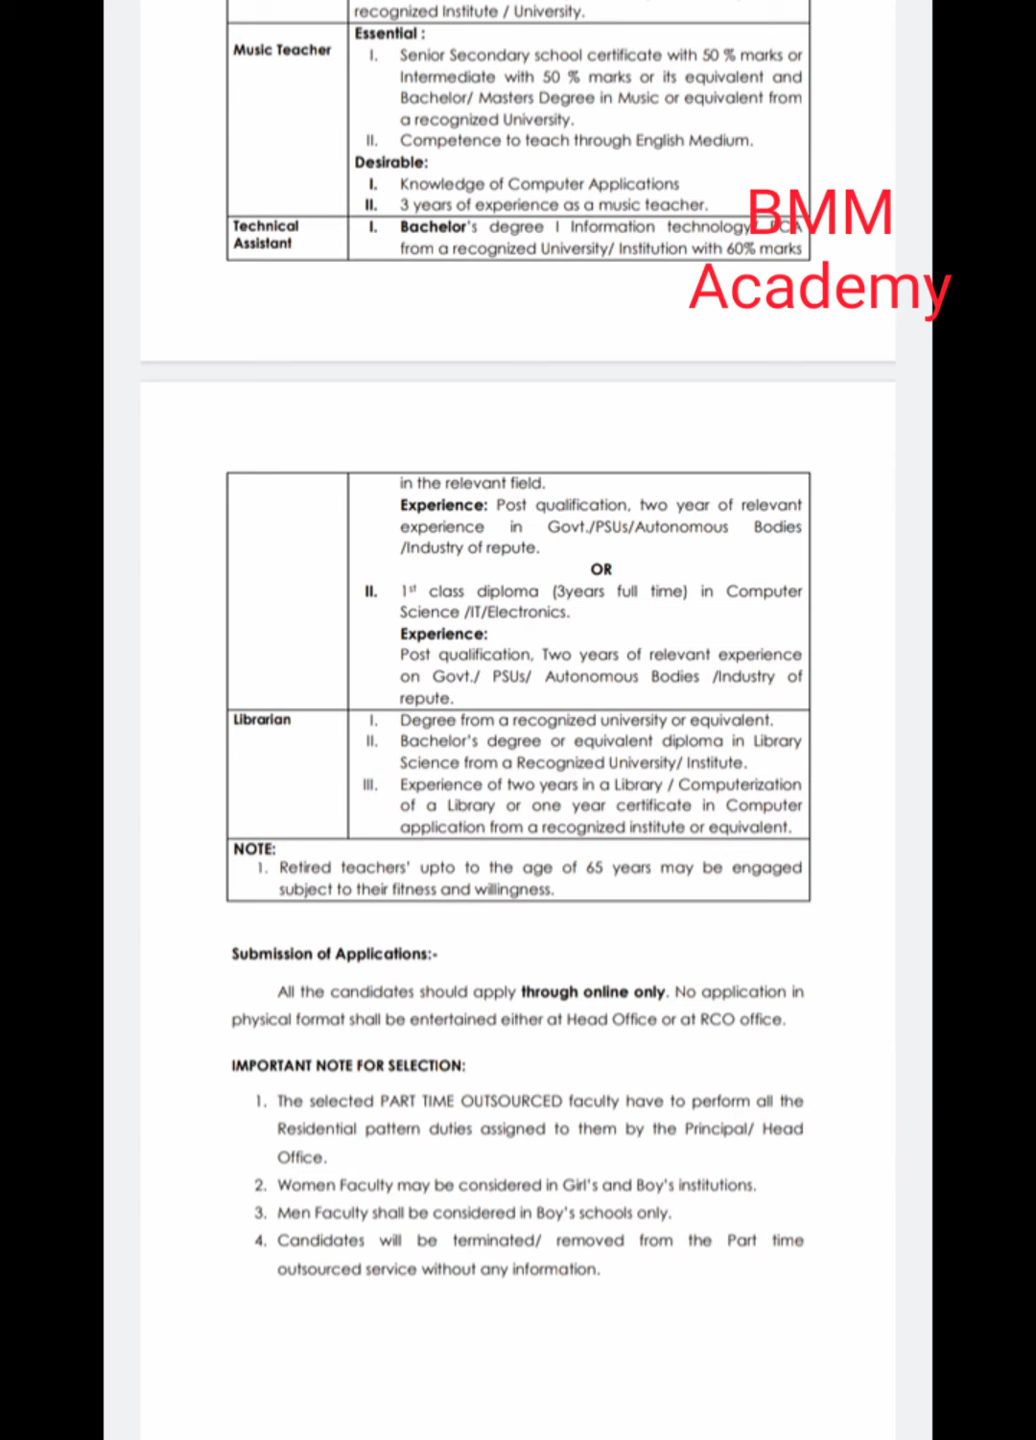 recognized Institute / University.
Music Teacher
Essential :
I. Senior Secondary school certificate with 50 % marks or
Intermediate with 50 % marks or its equivalent and
Bachelor/ Masters Degree in Music or equivalent from
a recognized University.
II. Competence to teach through English Medium.
Desirable:
I. Knowledge of Computer Applications
II. 3 years of experience as a music teacher.
BMM
Academy
Technical
Assistant
I. Bachelor's degree I Information technology/
from a recognized University/ Institution with 60% marks
in the relevant field.
Experience: Post qualification, two year of relevant
experience in Govt./PSUs/Autonomous Bodies
/Industry of repute.
OR
II. 1st class diploma (3years full time) in Computer
Science /IT/Electronics.
Experience:
Post qualification, Two years of relevant experience
on Govt./ PSUs/ Autonomous Bodies /Industry of
repute.
Librarian
I. Degree from a recognized university or equivalent.
II. Bachelor's degree or equivalent diploma in Library
Science from a Recognized University/ Institute.
III. Experience of two years in a Library / Computerization
of a Library or one year certificate in Computer
application from a recognized institute or equivalent.
NOTE:
1. Retired teachers' upto to the age of 65 years may be engaged
subject to their fitness and willingness.
Submission of Applications:-
All the candidates should apply through online only. No application in
physical format shall be entertained either at Head Office or at RCO office.
IMPORTANT NOTE FOR SELECTION:
1. The selected PART TIME OUTSOURCED faculty have to perform all the
Residential pattern duties assigned to them by the Principal/ Head
Office.
2. Women Faculty may be considered in Girl's and Boy's institutions.
3. Men Faculty shall be considered in Boy's schools only.
4. Candidates will be terminated/ removed from the Part time
outsourced service without any information.